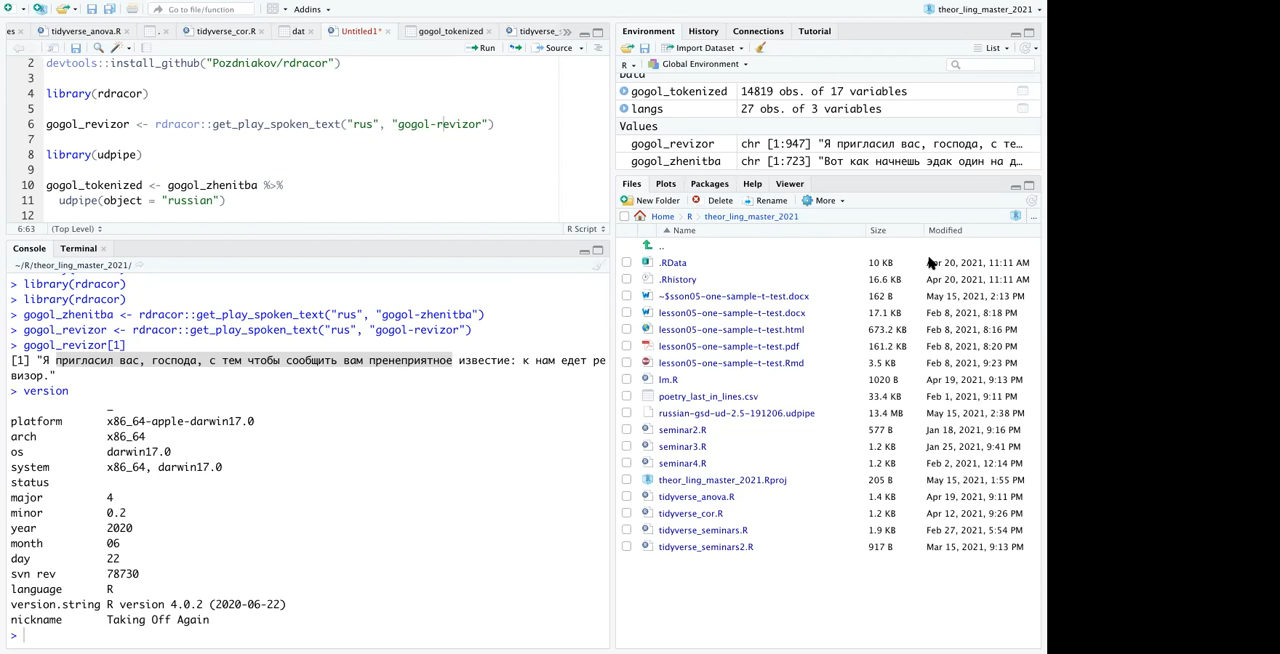 Go to file/function
Addins
theor_ling_master_2021
es
tidyverse_anova.R
.
tidyverse_cor.R
dat
Untitled1*
gogol_tokenized
tidyverse_
Run
Source
2 devtools::install_github("Pozdniakov/rdracor")
3
4 library(rdracor)
5
6 gogol_revizor <- rdracor::get_play_spoken_text("rus", "gogol-revizor")
7
8 library(udpipe)
9
10 gogol_tokenized <- gogol_zhenitba %>%
11 udpipe(object = "russian")
12
6:63 (Top Level) R Script
Console Terminal
~/R/theor_ling_master_2021/
> library(rdracor)
> library(rdracor)
> gogol_zhenitba <- rdracor::get_play_spoken_text("rus", "gogol-zhenitba")
> gogol_revizor <- rdracor::get_play_spoken_text("rus", "gogol-revizor")
> gogol_revizor[1]
[1] "Я пригласил вас, господа, с тем чтобы сообщить вам пренеприятное известие: к нам едет ре
визор."
> version
_
platform x86_64-apple-darwin17.0
arch x86_64
os darwin17.0
system x86_64, darwin17.0
status
major 4
minor 0.2
year 2020
month 06
day 22
svn rev 78730
language R
version.string R version 4.0.2 (2020-06-22)
nickname Taking Off Again
>
Environment History Connections Tutorial
Import Dataset List
R Global Environment
gogol_tokenized 14819 obs. of 17 variables
langs 27 obs. of 3 variables
Values
gogol_revizor chr [1:947] "Я пригласил вас, господа, с те…
gogol_zhenitba chr [1:723] "Вот как начнешь эдак один на д…
Files Plots Packages Help Viewer
New Folder Delete Rename More
Home R theor_ling_master_2021 ...
Name Size Modified
..
.RData 10 KB Apr 20, 2021, 11:11 AM
.Rhistory 16.6 KB Apr 20, 2021, 11:11 AM
~$sson05-one-sample-t-test.docx 162 B May 15, 2021, 2:13 PM
lesson05-one-sample-t-test.docx 17.1 KB Feb 8, 2021, 8:18 PM
lesson05-one-sample-t-test.html 673.2 KB Feb 8, 2021, 8:16 PM
lesson05-one-sample-t-test.pdf 161.2 KB Feb 8, 2021, 8:20 PM
lesson05-one-sample-t-test.Rmd 3.5 KB Feb 8, 2021, 9:23 PM
lm.R 1020 B Apr 19, 2021, 9:13 PM
poetry_last_in_lines.csv 33.4 KB Feb 1, 2021, 9:11 PM
russian-gsd-ud-2.5-191206.udpipe 13.4 MB May 15, 2021, 2:38 PM
seminar2.R 577 B Jan 18, 2021, 9:16 PM
seminar3.R 1.2 KB Jan 25, 2021, 9:41 PM
seminar4.R 1.2 KB Feb 2, 2021, 12:14 PM
theor_ling_master_2021.Rproj 205 B May 15, 2021, 1:55 PM
tidyverse_anova.R 1.4 KB Apr 19, 2021, 9:11 PM
tidyverse_cor.R 1.2 KB Apr 12, 2021, 9:26 PM
tidyverse_seminars.R 1.9 KB Feb 27, 2021, 5:54 PM
tidyverse_seminars2.R 917 B Mar 15, 2021, 9:13 PM